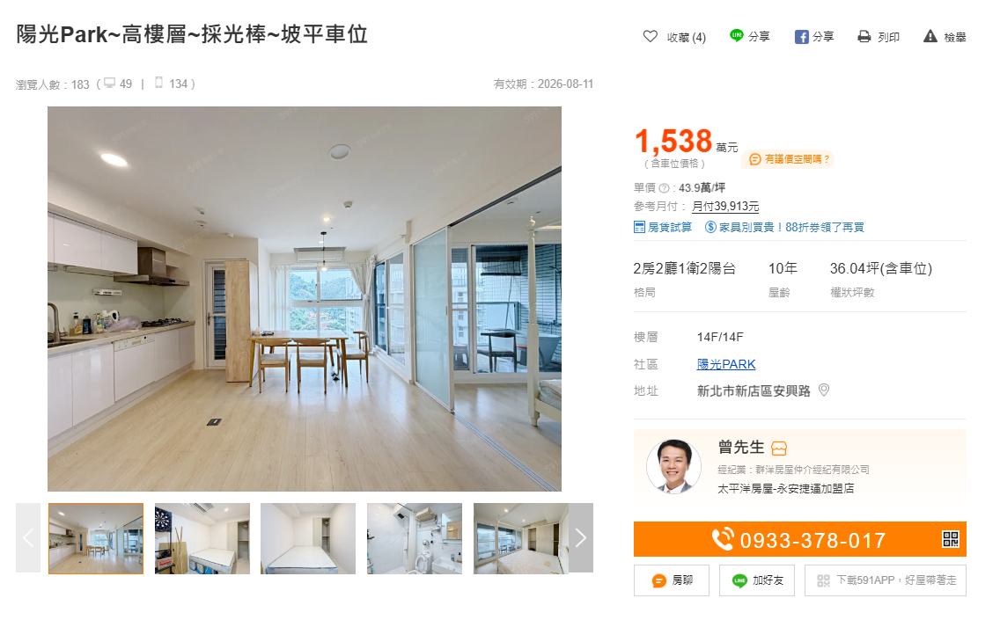 陽光Park~高樓層~採光棒~坡平車位
收藏 (4) 分享 分享 列印 檢舉
瀏覽人數 : 183 ( 49 | 134 )
有效期 : 2026-08-11
1,538 萬元
( 含車位價格 )
有議價空間嗎？
單價 : 43.9萬/坪
參考月付： 月付39,913元
房貸試算 家具別買貴！88折券領了再買
2房2廳1衛2陽台 10年 36.04坪(含車位)
格局 屋齡 權狀坪數
樓層 14F/14F
社區 陽光PARK
地址 新北市新店區安興路
曾先生
經紀業：群洋房屋仲介經紀有限公司
太平洋房屋-永安捷運加盟店
0933-378-017
房聊 加好友 下載591APP，好屋帶著走